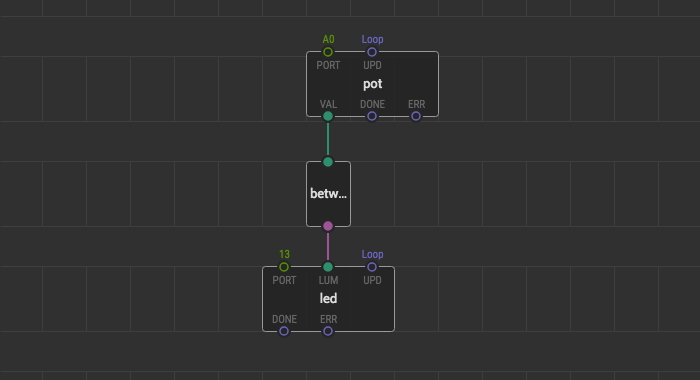 A0 Loop
PORT UPD
pot
VAL DONE ERR
betw...
13 Loop
PORT LUM UPD
led
DONE ERR